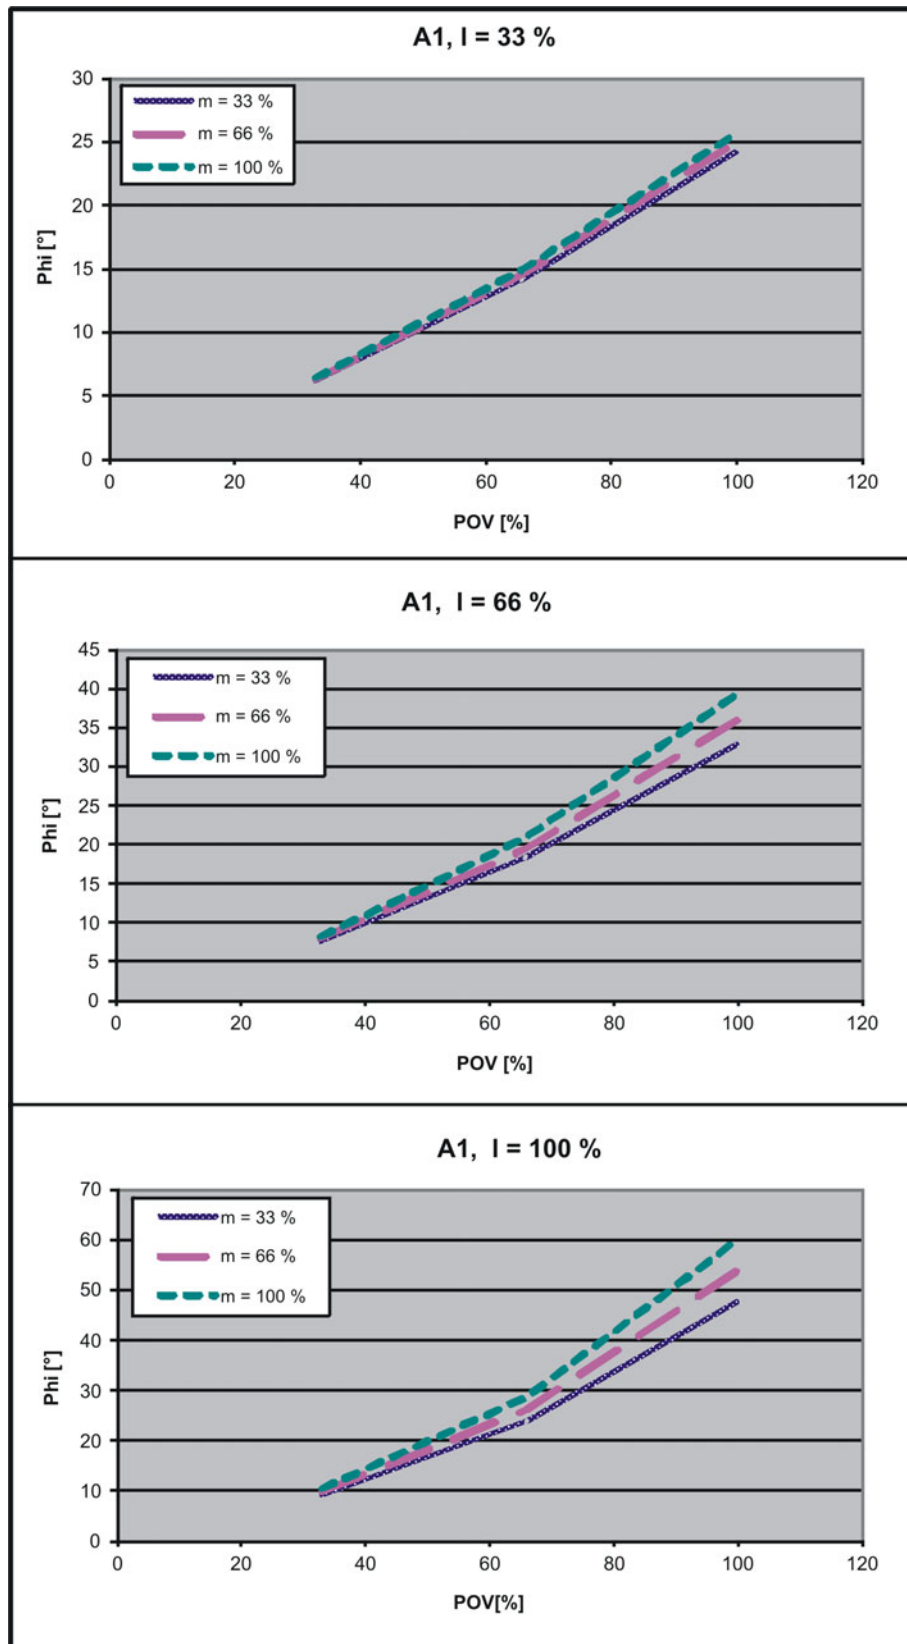 A1, l = 33 %
30
25
20
15
10
5
0
m = 33 %
m = 66 %
m = 100 %
Phi [°]
0 20 40 60 80 100 120
POV [%]
A1, l = 66 %
45
40
35
30
25
20
15
10
5
0
m = 33 %
m = 66 %
m = 100 %
Phi [°]
0 20 40 60 80 100 120
POV [%]
A1, l = 100 %
70
60
50
40
30
20
10
0
m = 33 %
m = 66 %
m = 100 %
Phi [°]
0 20 40 60 80 100 120
POV[%]